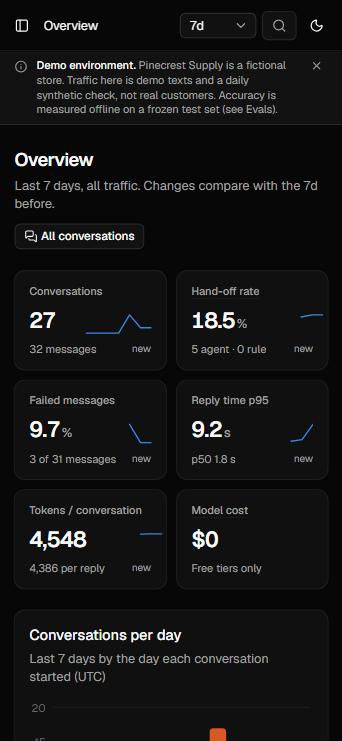 Overview
7d
Demo environment. Pinecrest Supply is a fictional
store. Traffic here is demo texts and a daily
synthetic check, not real customers. Accuracy is
measured offline on a frozen test set (see Evals).
Overview
Last 7 days, all traffic. Changes compare with the 7d
before.
All conversations
Conversations
27
32 messages new
Hand-off rate
18.5%
5 agent · 0 rule new
Failed messages
9.7%
3 of 31 messages new
Reply time p95
9.2s
p50 1.8 s new
Tokens / conversation
4,548
4,386 per reply new
Model cost
$0
Free tiers only
Conversations per day
Last 7 days by the day each conversation
started (UTC)
20
15